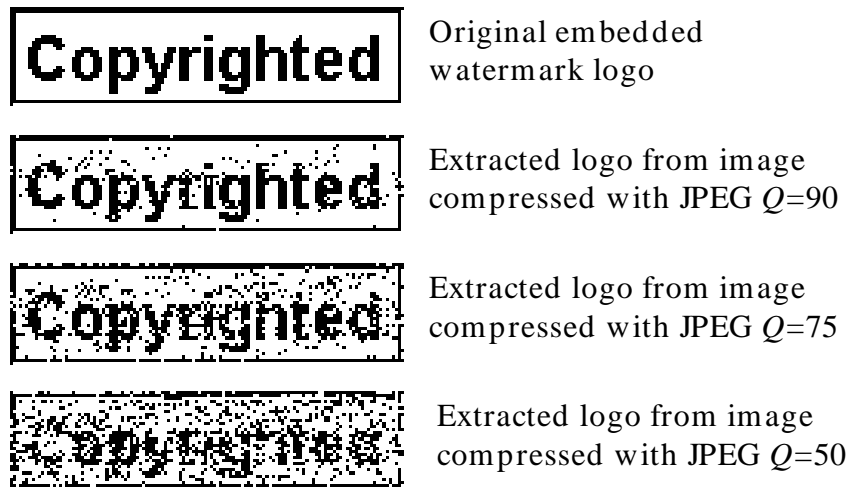 Copyrighted
Original embedded
watermark logo
Copyrighted
Extracted logo from image
compressed with JPEG Q=90
Copyrighted
Extracted logo from image
compressed with JPEG Q=75
Copyrighted
Extracted logo from image
compressed with JPEG Q=50